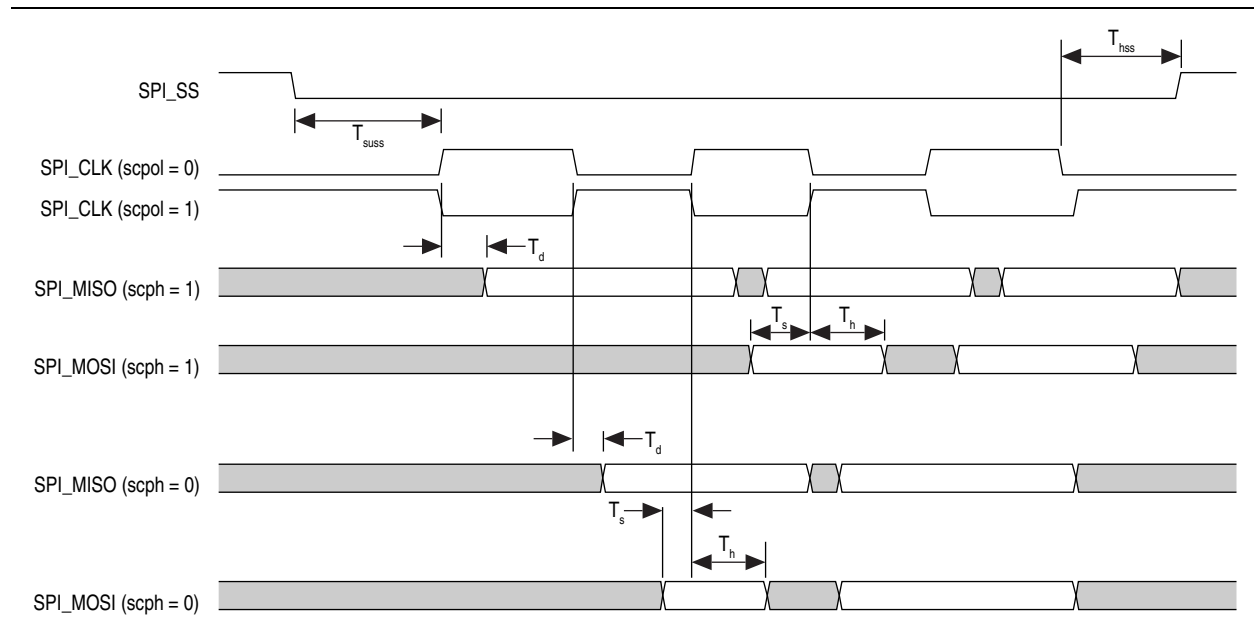 T_hss
SPI_SS
T_suss
SPI_CLK (scpol = 0)
SPI_CLK (scpol = 1)
T_d
SPI_MISO (scph = 1)
T_s T_h
SPI_MOSI (scph = 1)
T_d
SPI_MISO (scph = 0)
T_s
T_h
SPI_MOSI (scph = 0)